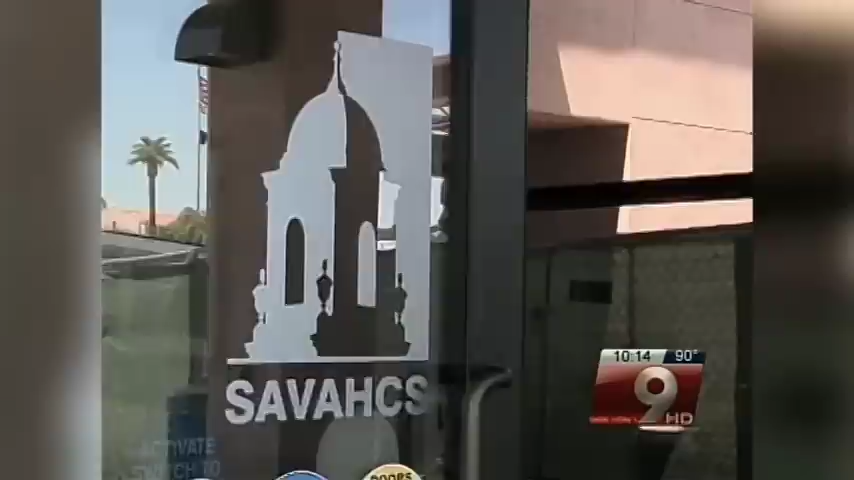 SAVAHCS
ACTIVATE
SWITCH TO
DOORS
10:14 90°
9
HD